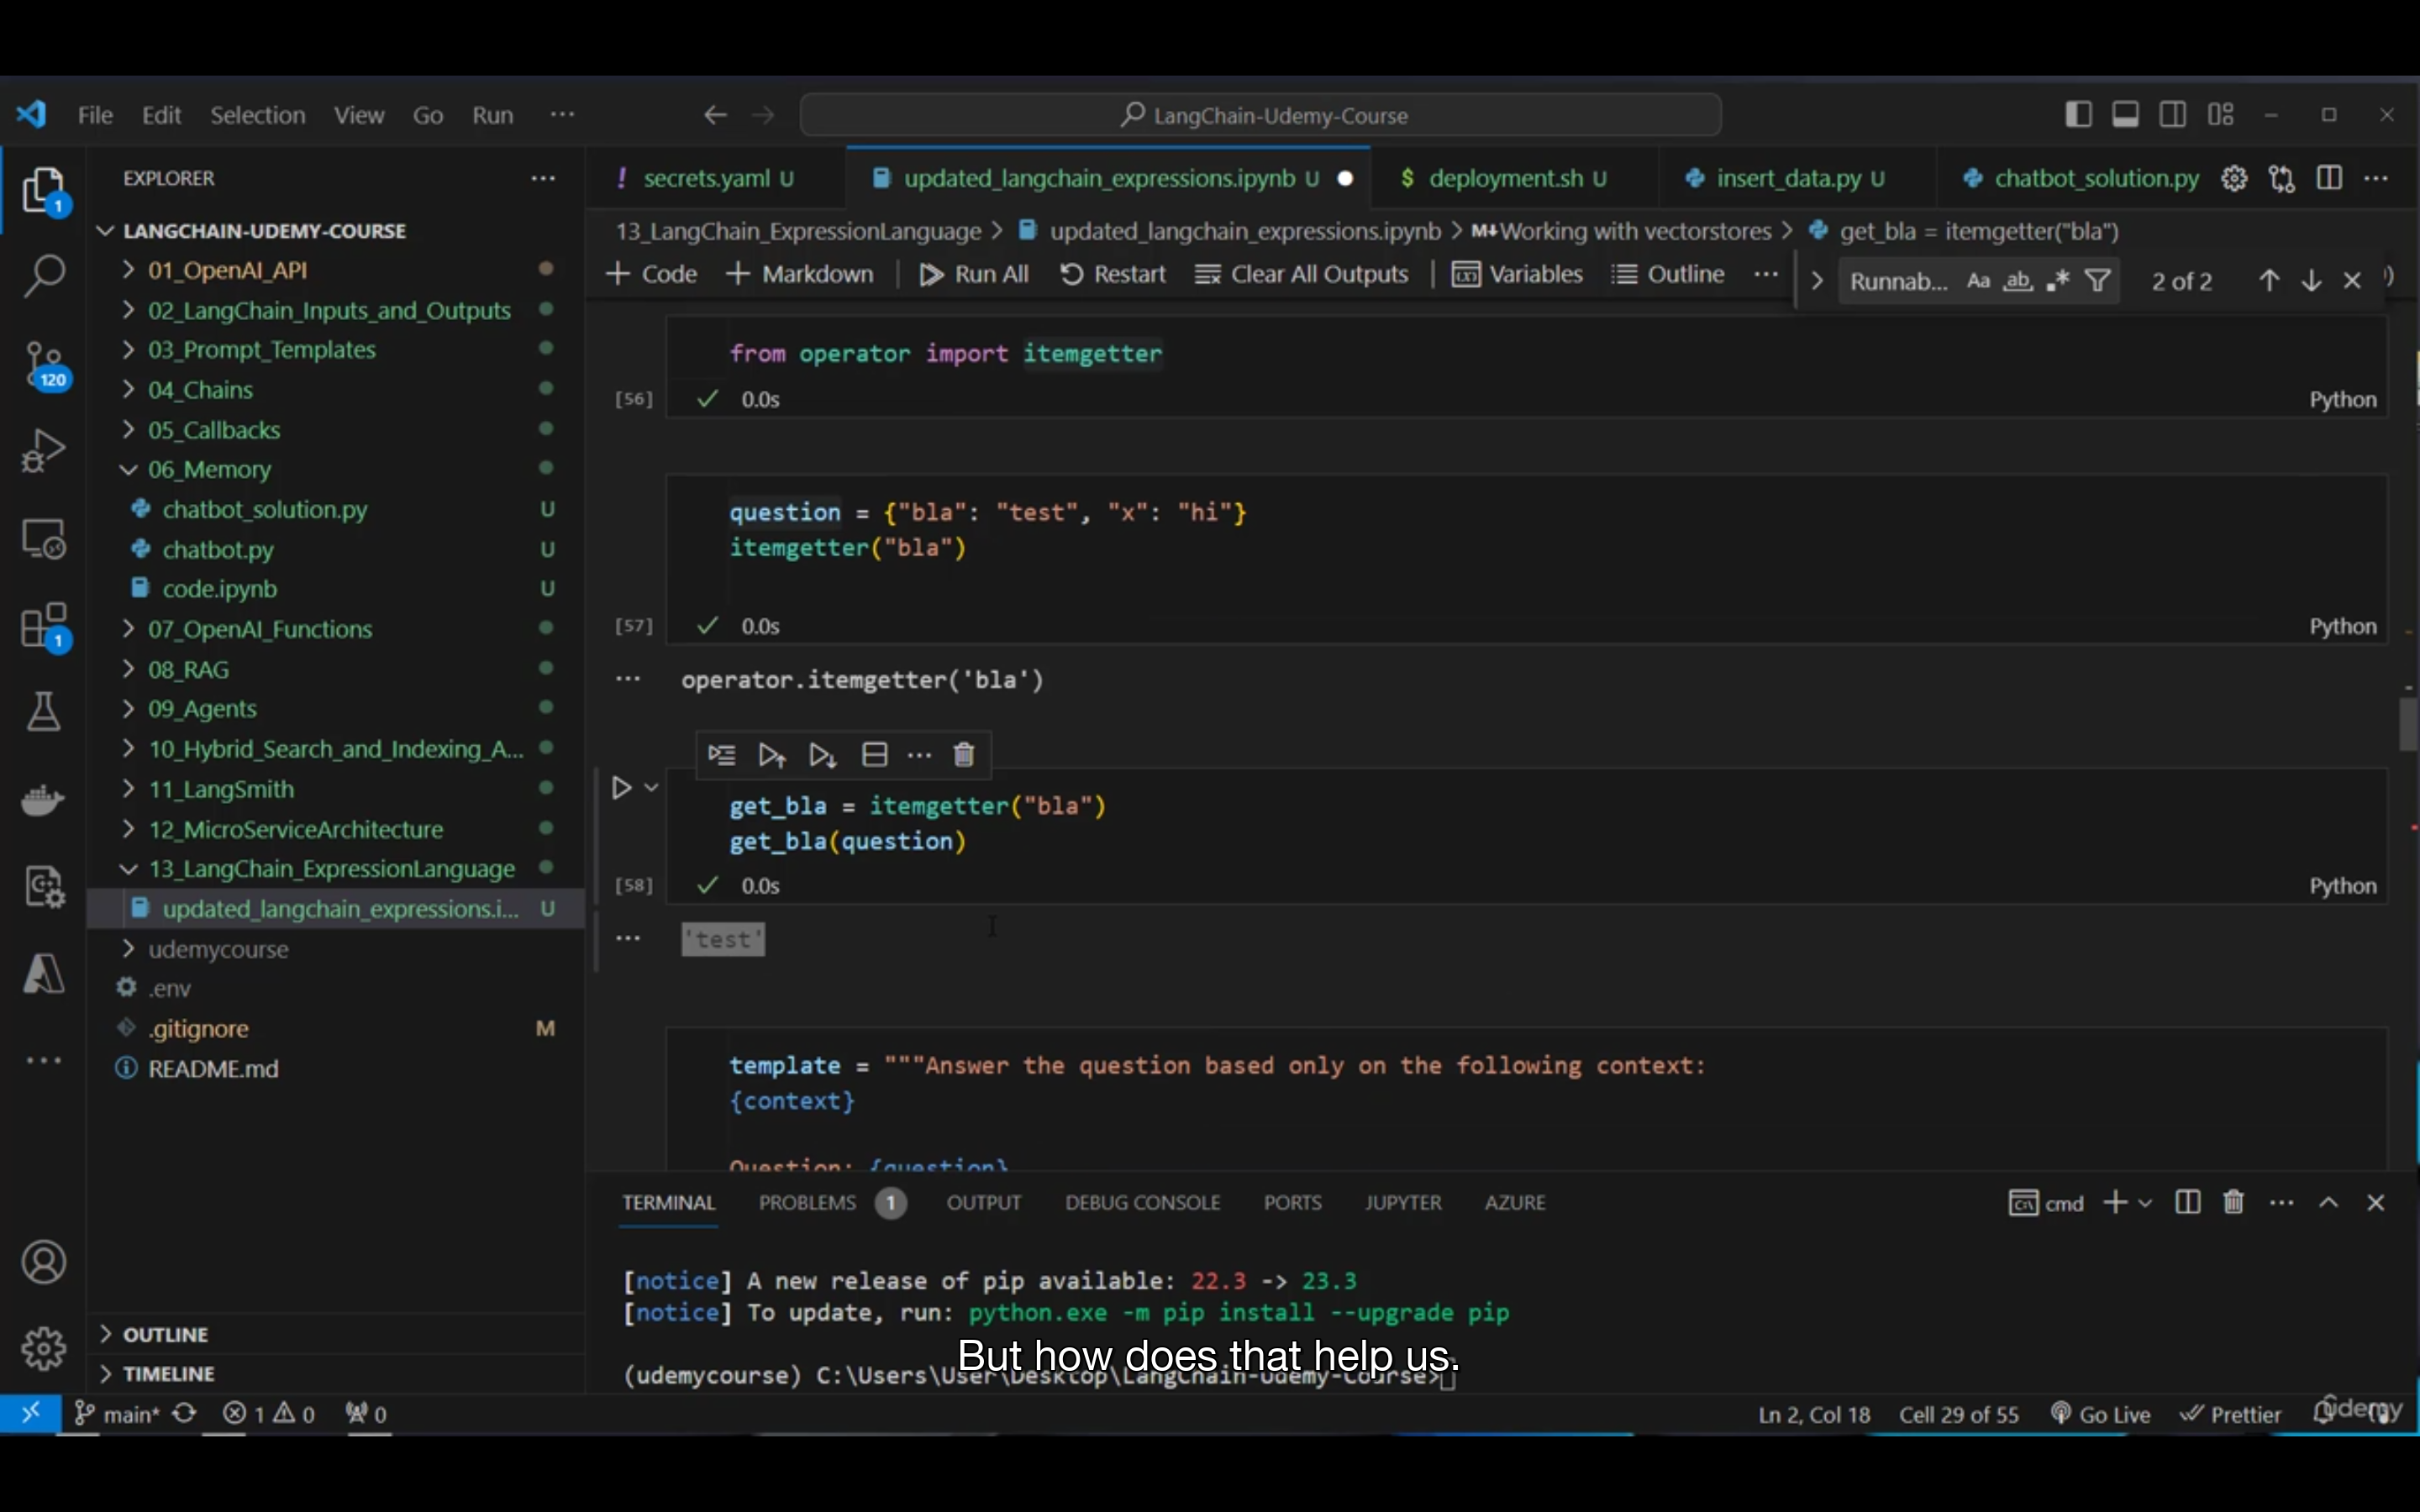 File Edit Selection View Go Run ...
LangChain-Udemy-Course
EXPLORER ...
LANGCHAIN-UDEMY-COURSE
01_OpenAI_API
02_LangChain_Inputs_and_Outputs
03_Prompt_Templates
04_Chains
05_Callbacks
06_Memory
chatbot_solution.py U
chatbot.py U
code.ipynb U
07_OpenAI_Functions
08_RAG
09_Agents
10_Hybrid_Search_and_Indexing_A...
11_LangSmith
12_MicroServiceArchitecture
13_LangChain_ExpressionLanguage
updated_langchain_expressions.i... U
udemycourse
.env
.gitignore M
README.md
OUTLINE
TIMELINE
1
120
1
! secrets.yaml U
updated_langchain_expressions.ipynb U
$ deployment.sh U
insert_data.py U
chatbot_solution.py
13_LangChain_ExpressionLanguage > updated_langchain_expressions.ipynb > M↓Working with vectorstores > get_bla = itemgetter("bla")
+ Code + Markdown Run All Restart Clear All Outputs Variables Outline ...
Runnab... Aa ab 2 of 2
from operator import itemgetter
[56] ✓ 0.0s Python
question = {"bla": "test", "x": "hi"}
itemgetter("bla")
[57] ✓ 0.0s Python
... operator.itemgetter('bla')
get_bla = itemgetter("bla")
get_bla(question)
[58] ✓ 0.0s Python
... 'test'
template = """Answer the question based only on the following context:
{context}
Question: {question}
TERMINAL PROBLEMS 1 OUTPUT DEBUG CONSOLE PORTS JUPYTER AZURE
cmd
[notice] A new release of pip available: 22.3 -> 23.3
[notice] To update, run: python.exe -m pip install --upgrade pip
But how does that help us.
(udemycourse) C:\Users\User\Desktop\LangChain-Udemy-Course>
main* 1 0 0
Ln 2, Col 18 Cell 29 of 55 Go Live Prettier
udemy